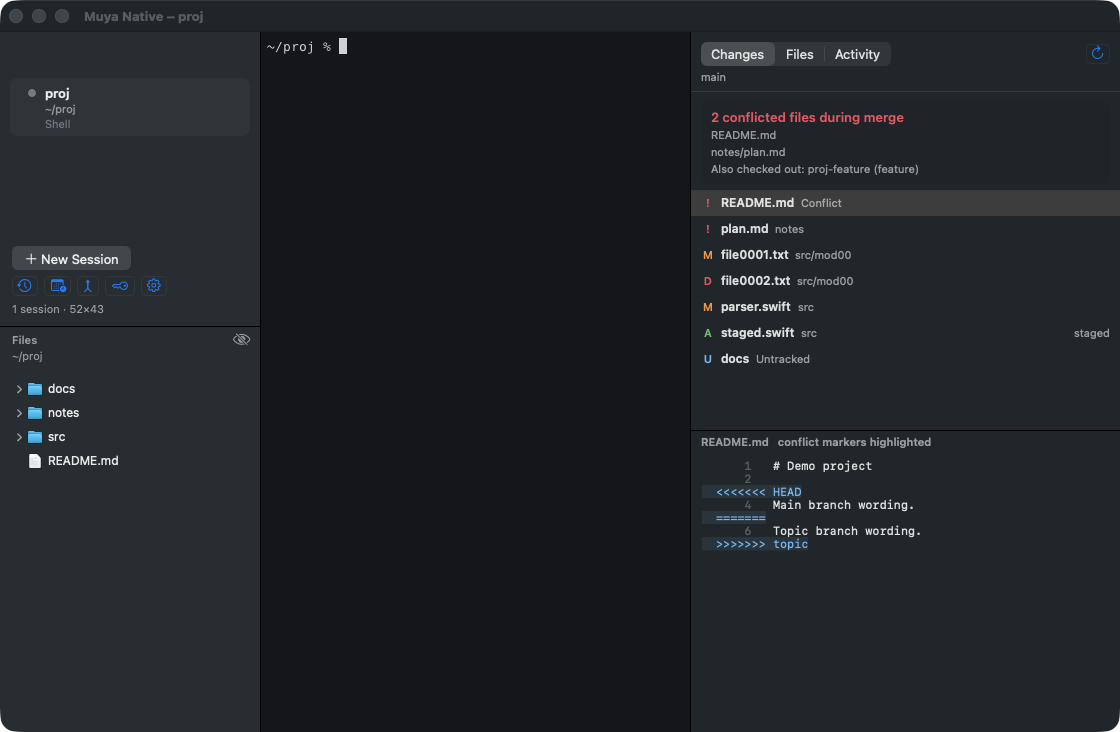 Muya Native – proj
proj
~/proj
Shell
+ New Session
1 session · 52×43
Files
~/proj
docs
notes
src
README.md
~/proj %
Changes Files Activity
main
2 conflicted files during merge
README.md
notes/plan.md
Also checked out: proj-feature (feature)
! README.md Conflict
! plan.md notes
M file0001.txt src/mod00
D file0002.txt src/mod00
M parser.swift src
A staged.swift src staged
U docs Untracked
README.md conflict markers highlighted
1 # Demo project
2
<<<<<<< HEAD
4 Main branch wording.
=======
6 Topic branch wording.
>>>>>>> topic